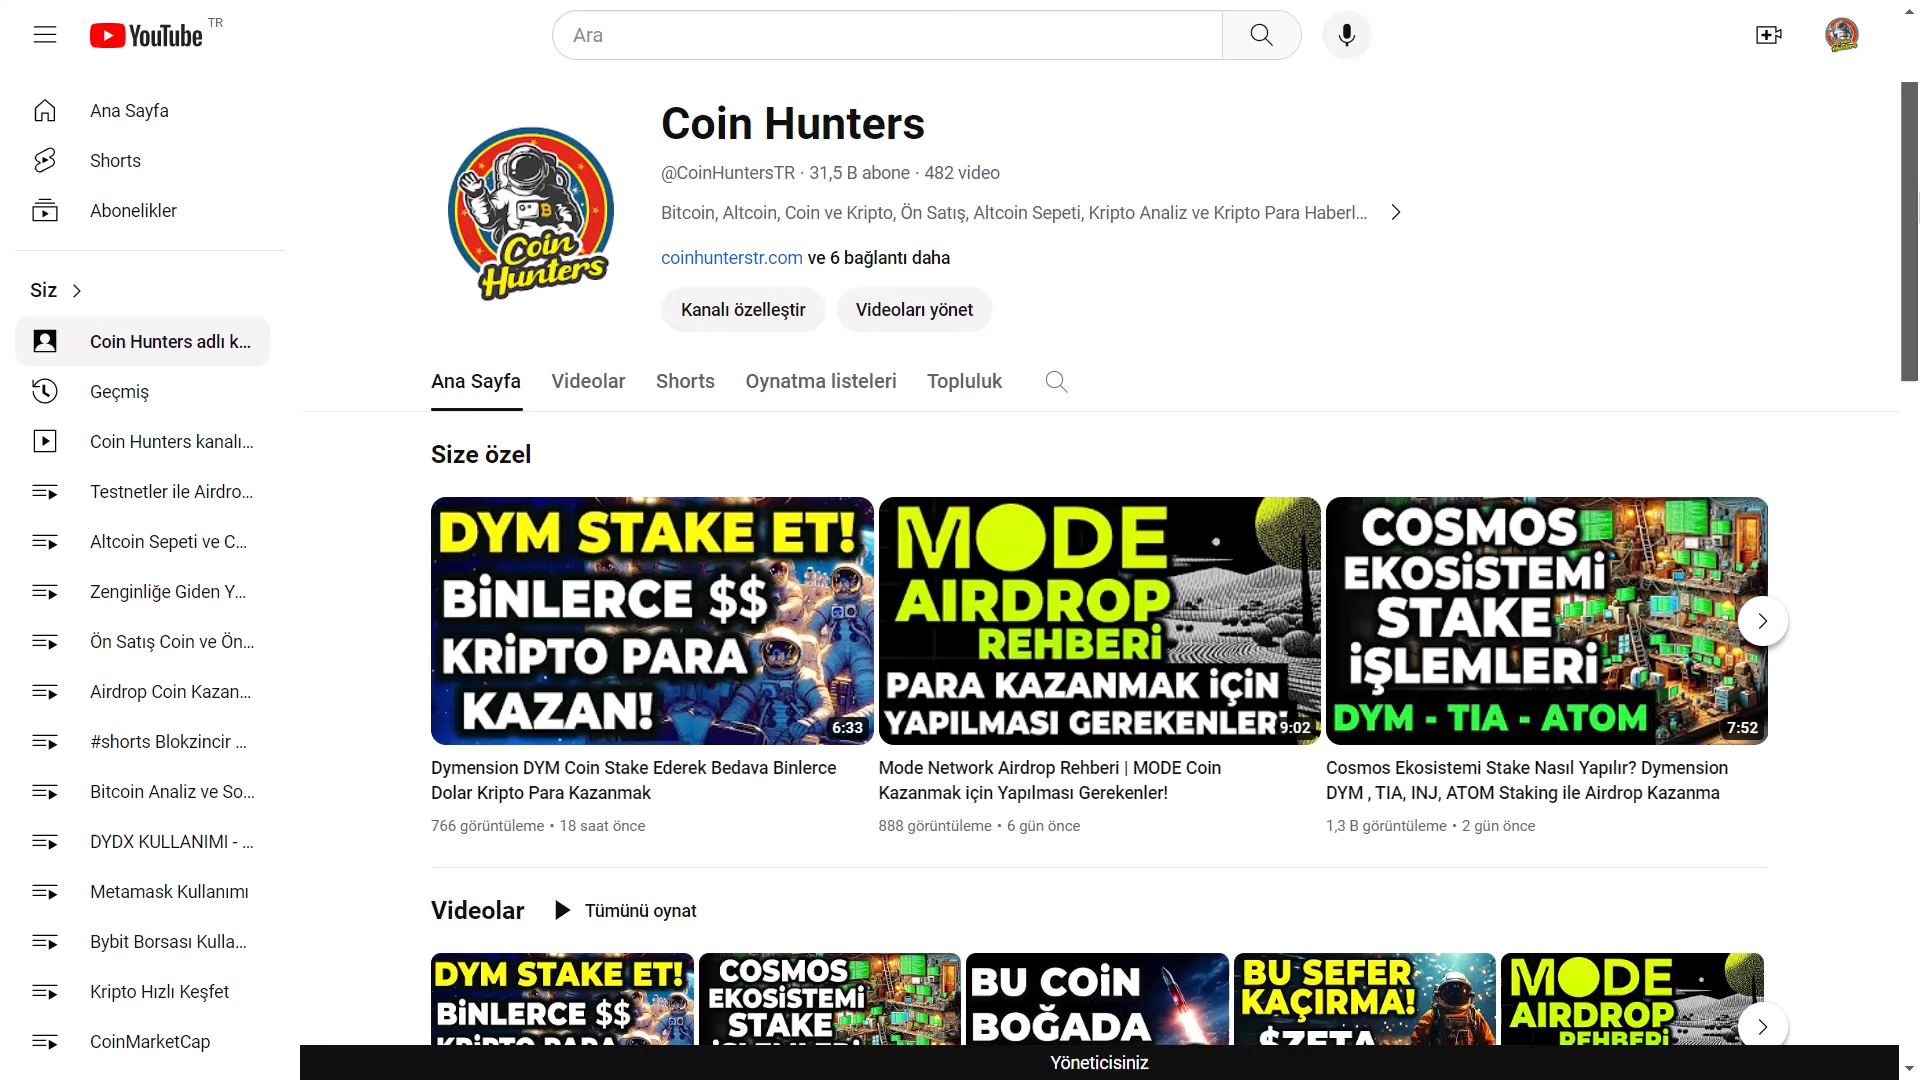 YouTube TR
Ara
Ana Sayfa
Shorts
Abonelikler
Siz
Coin Hunters adlı k...
Geçmiş
Coin Hunters kanalı...
Testnetler ile Airdro...
Altcoin Sepeti ve C...
Zenginliğe Giden Y...
Ön Satış Coin ve Ön...
Airdrop Coin Kazan...
#shorts Blokzincir ...
Bitcoin Analiz ve So...
DYDX KULLANIMI - ...
Metamask Kullanımı
Bybit Borsası Kulla...
Kripto Hızlı Keşfet
CoinMarketCap
Coin
Hunters
Coin Hunters
@CoinHuntersTR · 31,5 B abone · 482 video
Bitcoin, Altcoin, Coin ve Kripto, Ön Satış, Altcoin Sepeti, Kripto Analiz ve Kripto Para Haberl...
coinhunterstr.com ve 6 bağlantı daha
Kanalı özelleştir Videoları yönet
Ana Sayfa Videolar Shorts Oynatma listeleri Topluluk
Size özel
DYM STAKE ET!
BİNLERCE $$
KRİPTO PARA
KAZAN!
6:33
Dymension DYM Coin Stake Ederek Bedava Binlerce
Dolar Kripto Para Kazanmak
766 görüntüleme • 18 saat önce
MODE
AIRDROP
REHBERİ
PARA KAZANMAK İÇİN
YAPILMASI GEREKENLER!
9:02
Mode Network Airdrop Rehberi | MODE Coin
Kazanmak için Yapılması Gerekenler!
888 görüntüleme • 6 gün önce
COSMOS
EKOSİSTEMİ
STAKE
İŞLEMLERİ
DYM - TIA - ATOM
7:52
Cosmos Ekosistemi Stake Nasıl Yapılır? Dymension
DYM , TIA, INJ, ATOM Staking ile Airdrop Kazanma
1,3 B görüntüleme • 2 gün önce
Videolar Tümünü oynat
DYM STAKE ET!
BİNLERCE $$
KRİPTO PARA
COSMOS
EKOSİSTEMİ
STAKE
İŞLEMLERİ
BU COİN
BOĞADA
BU SEFER
KAÇIRMA!
$ZETA
MODE
AIRDROP
REHBERİ
Yöneticisiniz